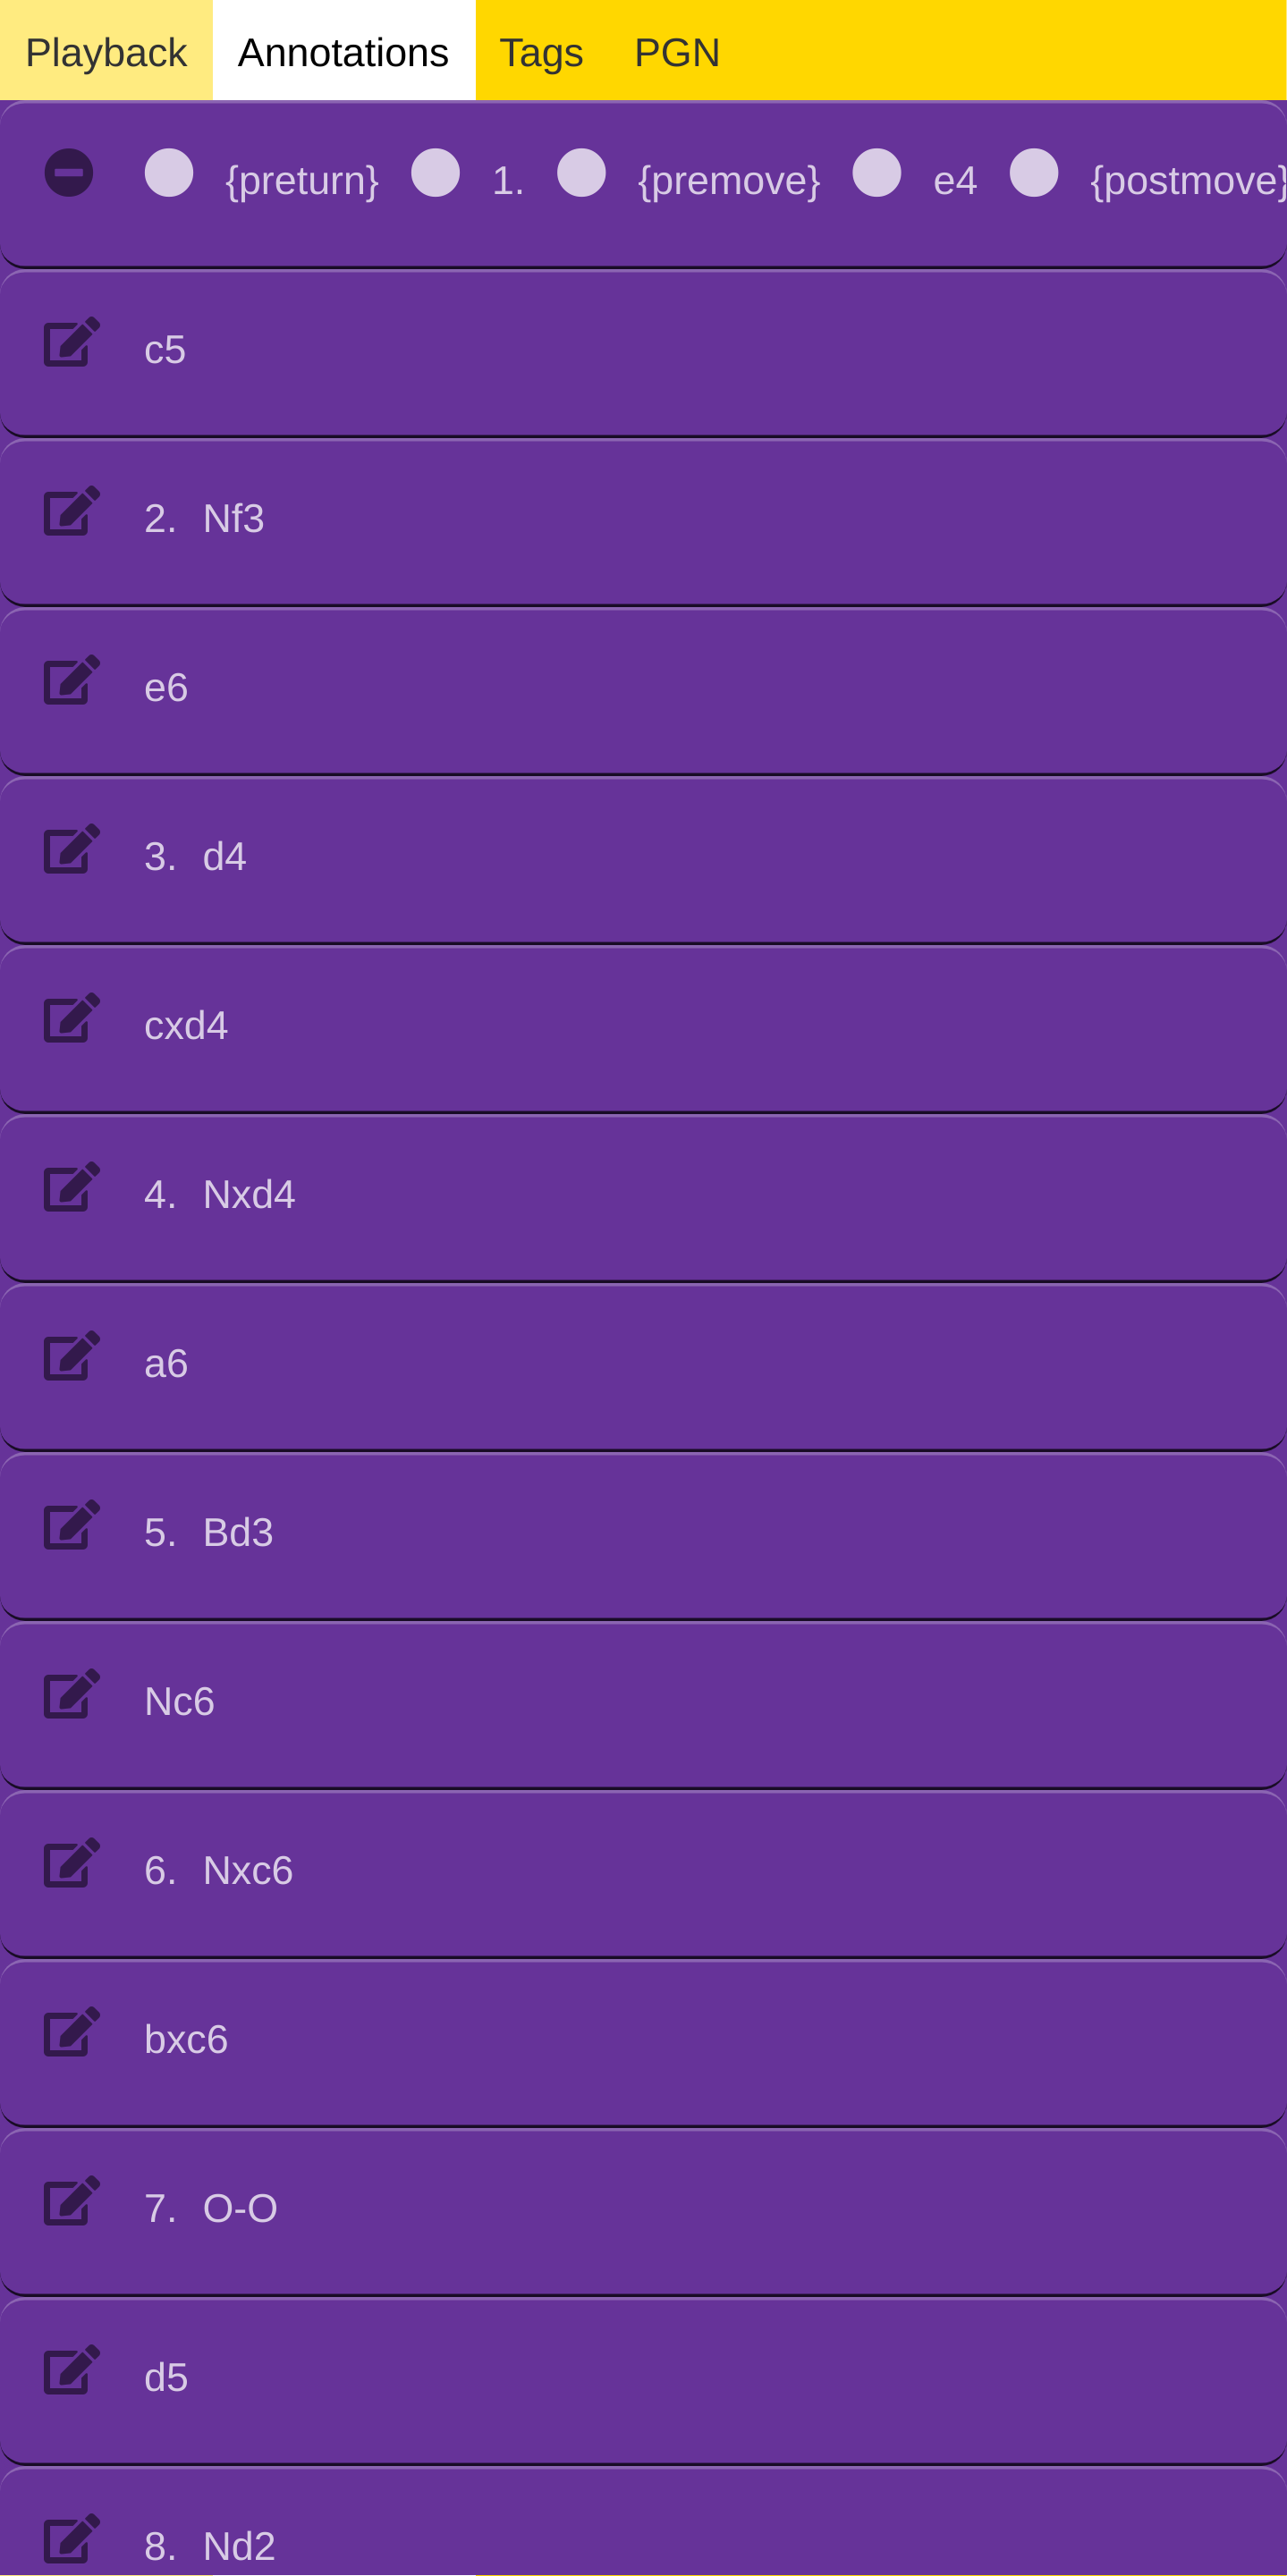 Playback Annotations Tags PGN
{preturn} 1. {premove} e4 {postmove}
c5
2. Nf3
e6
3. d4
cxd4
4. Nxd4
a6
5. Bd3
Nc6
6. Nxc6
bxc6
7. O-O
d5
8. Nd2